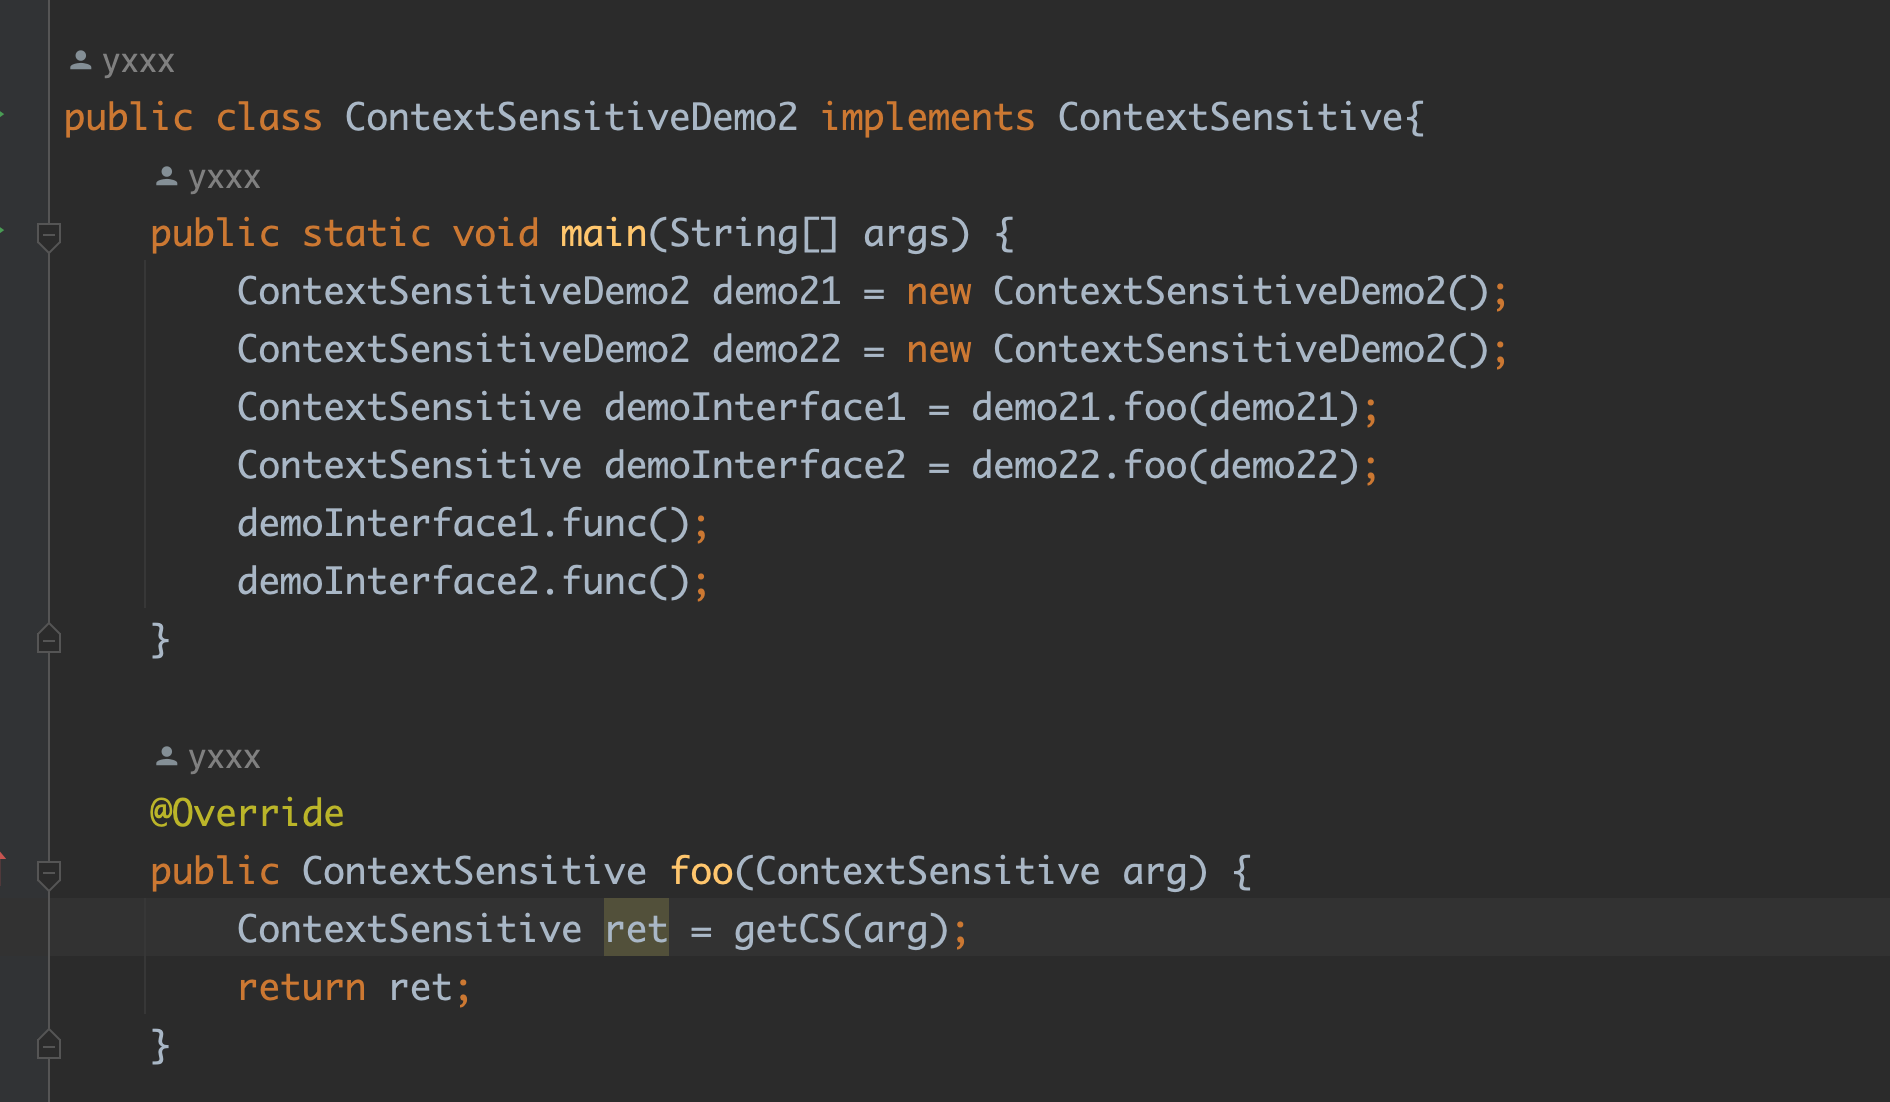 yxxx
public class ContextSensitiveDemo2 implements ContextSensitive{
yxxx
public static void main(String[] args) {
ContextSensitiveDemo2 demo21 = new ContextSensitiveDemo2();
ContextSensitiveDemo2 demo22 = new ContextSensitiveDemo2();
ContextSensitive demoInterface1 = demo21.foo(demo21);
ContextSensitive demoInterface2 = demo22.foo(demo22);
demoInterface1.func();
demoInterface2.func();
}
yxxx
@Override
public ContextSensitive foo(ContextSensitive arg) {
ContextSensitive ret = getCS(arg);
return ret;
}